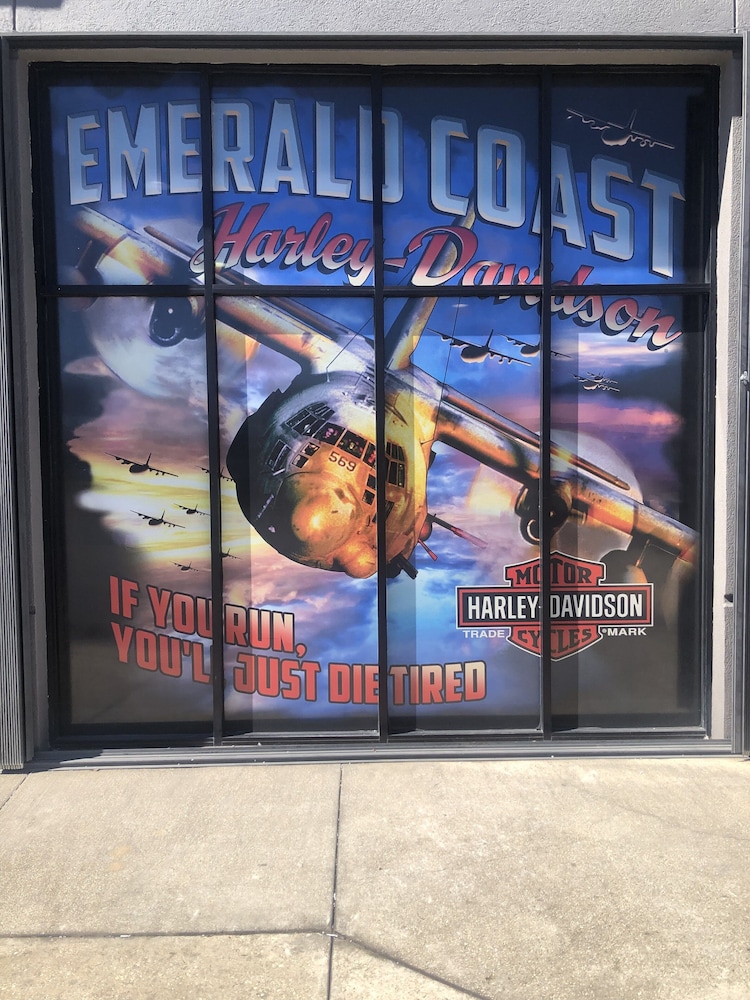 EMERALD COAST
Harley-Davidson
569
IF YOU RUN,
YOU'LL JUST DIE TIRED
MOTOR
HARLEY-DAVIDSON
TRADE MARK
CYCLES